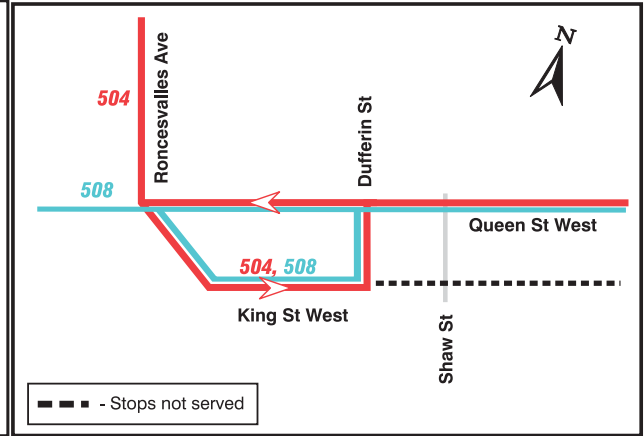 N
Roncesvalles Ave
504
Dufferin St
508
Queen St West
504, 508
King St West
Shaw St
- Stops not served